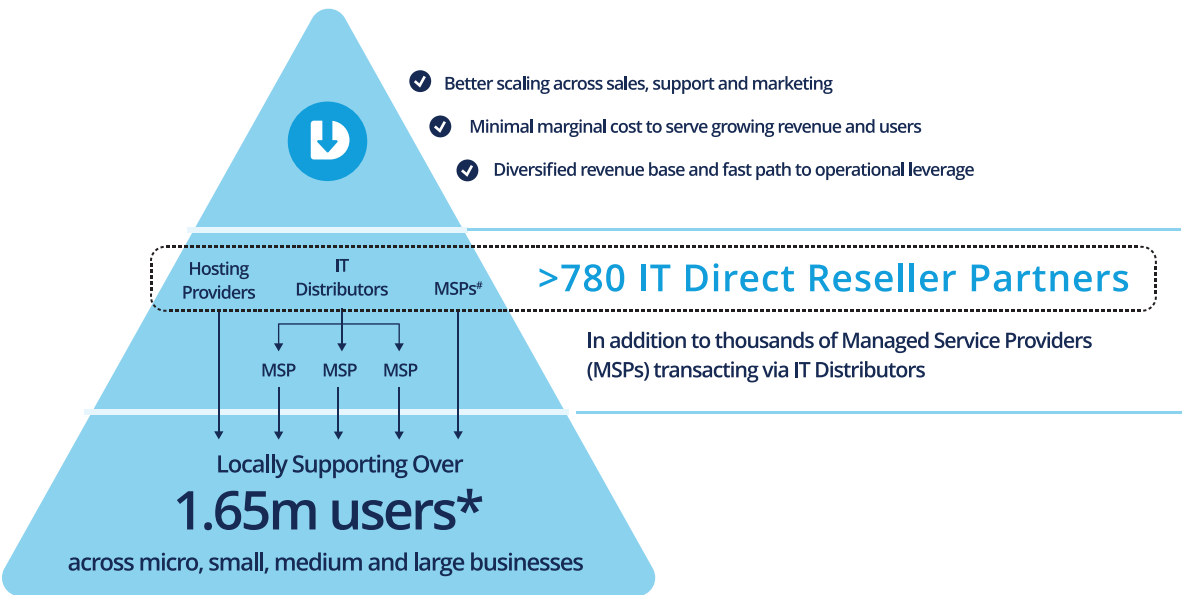 Better scaling across sales, support and marketing
Minimal marginal cost to serve growing revenue and users
Diversified revenue base and fast path to operational leverage
Hosting
Providers
IT
Distributors
MSPs#
>780 IT Direct Reseller Partners
In addition to thousands of Managed Service Providers
(MSPs) transacting via IT Distributors
MSP MSP MSP
Locally Supporting Over
1.65m users*
across micro, small, medium and large businesses